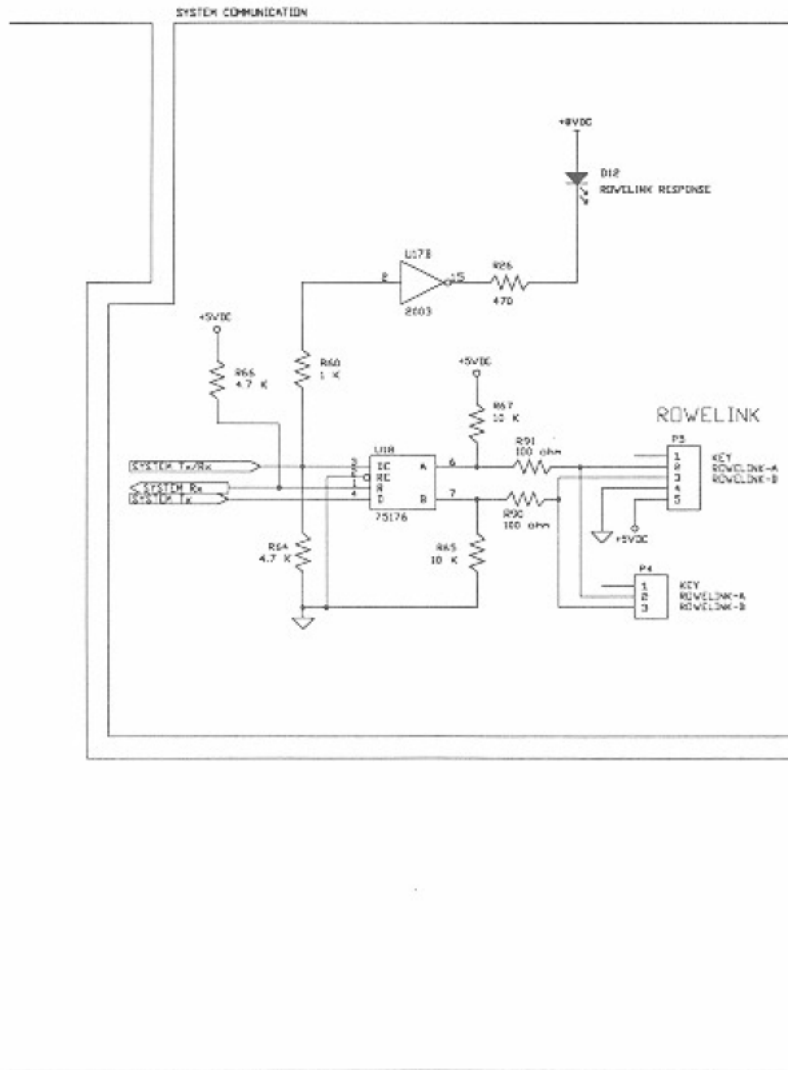 SYSTEM COMMUNICATION
+8VDC
D12
ROWELINK RESPONSE
U17B
2
15
R26
470
2003
+5VDC
R66
4.7 K
R60
1 K
+5VDC
R67
10 K
ROWELINK
P5
R91
100 ohm
U18
SYSTEM Tx/Rx
SYSTEM Rx
SYSTEM Tx
3
2
1
4
DE
RE
R
D
A
B
6
7
75176
1
2
3
4
5
KEY
ROWELINK-A
ROWELINK-B
R90
100 ohm
+5VDC
R64
4.7 K
R65
10 K
P4
1
2
3
KEY
ROWELINK-A
ROWELINK-B